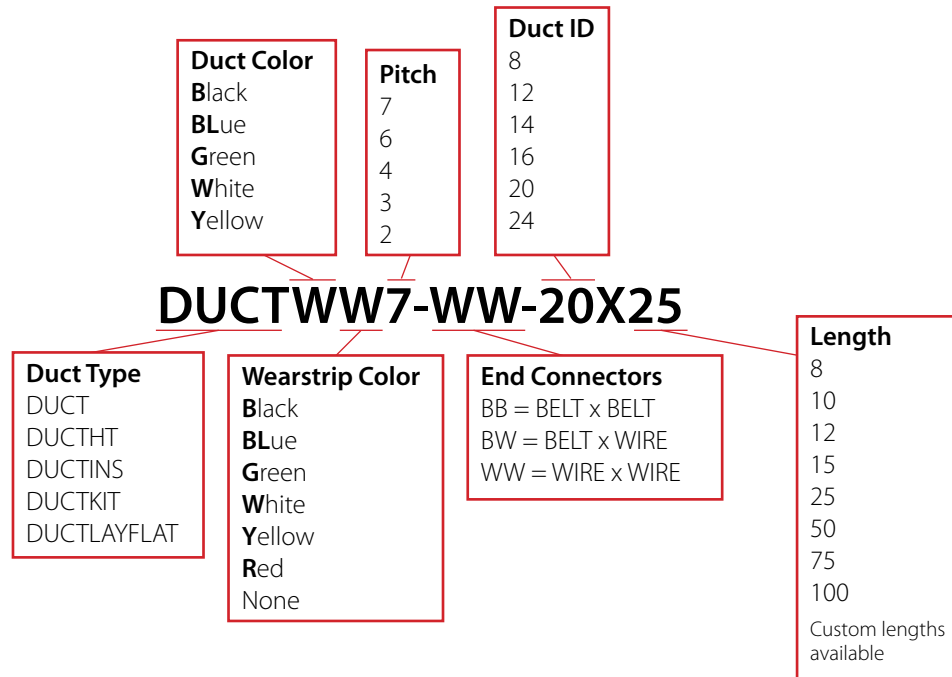 Duct Color
Black
BLue
Green
White
Yellow
Pitch
7
6
4
3
2
Duct ID
8
12
14
16
20
24
DUCTWW7-WW-20X25
Duct Type
DUCT
DUCTHT
DUCTINS
DUCTKIT
DUCTLAYFLAT
Wearstrip Color
Black
BLue
Green
White
Yellow
Red
None
End Connectors
BB = BELT x BELT
BW = BELT x WIRE
WW = WIRE x WIRE
Length
8
10
12
15
25
50
75
100
Custom lengths
available